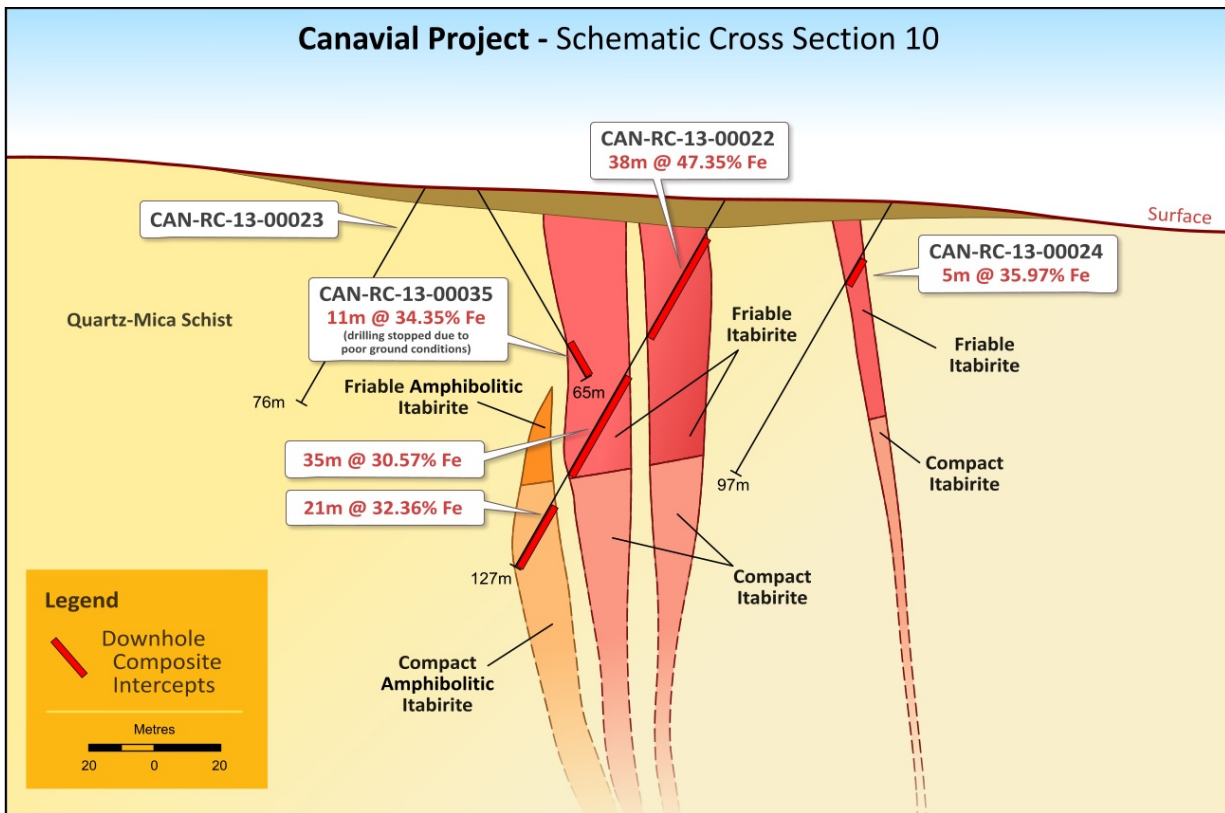 Canavial Project - Schematic Cross Section 10
CAN-RC-13-00022
38m @ 47.35% Fe
CAN-RC-13-00023
Surface
CAN-RC-13-00024
5m @ 35.97% Fe
CAN-RC-13-00035
11m @ 34.35% Fe
(drilling stopped due to
poor ground conditions)
Quartz-Mica Schist
Friable
Itabirite
Friable
Itabirite
65m
76m
Friable Amphibolitic
Itabirite
35m @ 30.57% Fe
97m
Compact
Itabirite
21m @ 32.36% Fe
127m
Compact
Itabirite
Compact
Amphibolitic
Itabirite
Legend
Downhole
Composite
Intercepts
Metres
20 0 20